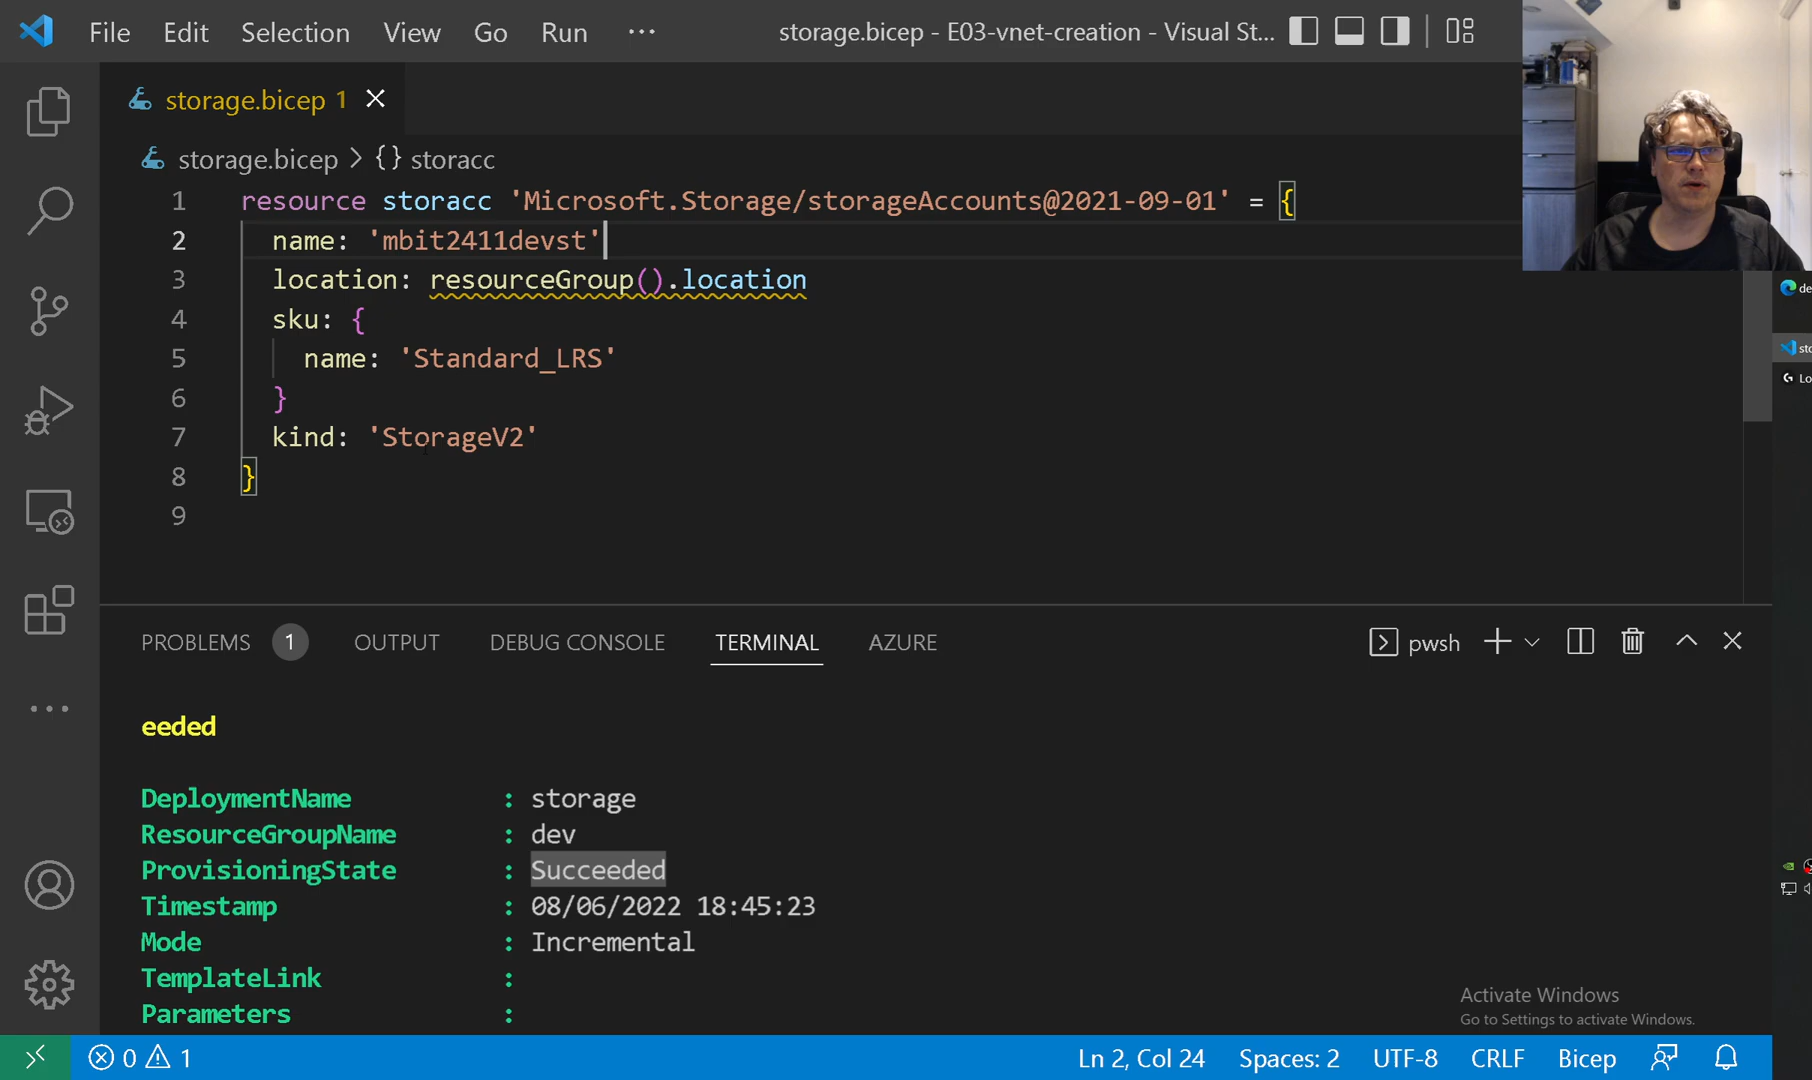 File Edit Selection View Go Run ··· storage.bicep - E03-vnet-creation - Visual St...
storage.bicep 1
storage.bicep > {} storacc
1 resource storacc 'Microsoft.Storage/storageAccounts@2021-09-01' = {
2 name: 'mbit2411devst'
3 location: resourceGroup().location
4 sku: {
5 name: 'Standard_LRS'
6 }
7 kind: 'StorageV2'
8 }
9
de
sto
Lo
PROBLEMS 1 OUTPUT DEBUG CONSOLE TERMINAL AZURE pwsh
eeded
DeploymentName : storage
ResourceGroupName : dev
ProvisioningState : Succeeded
Timestamp : 08/06/2022 18:45:23
Mode : Incremental
TemplateLink :
Parameters :
Activate Windows
Go to Settings to activate Windows.
0 1 Ln 2, Col 24 Spaces: 2 UTF-8 CRLF Bicep